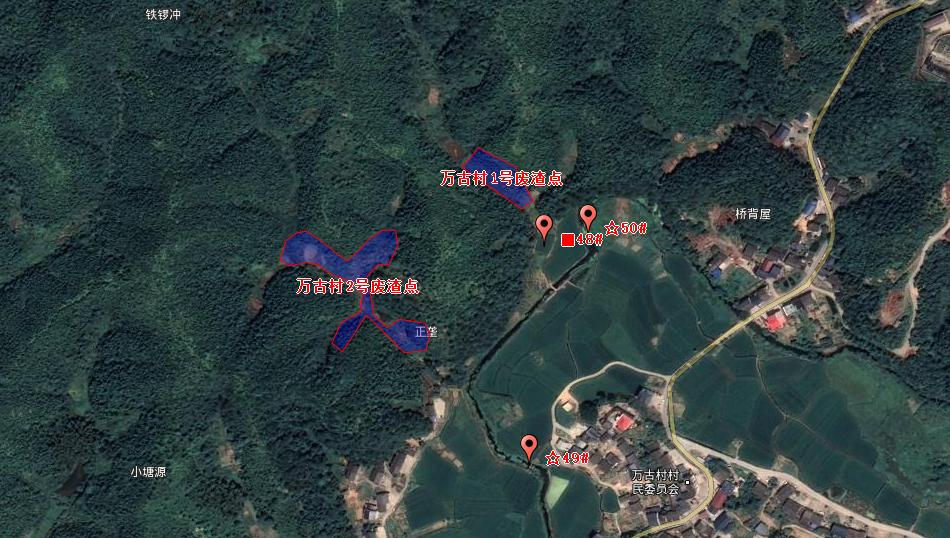 铁锣冲
万古村1号废渣点
桥背屋
☆50#
48#
万古村2号废渣点
正垄
☆49#
小塘源
万古村村
民委员会